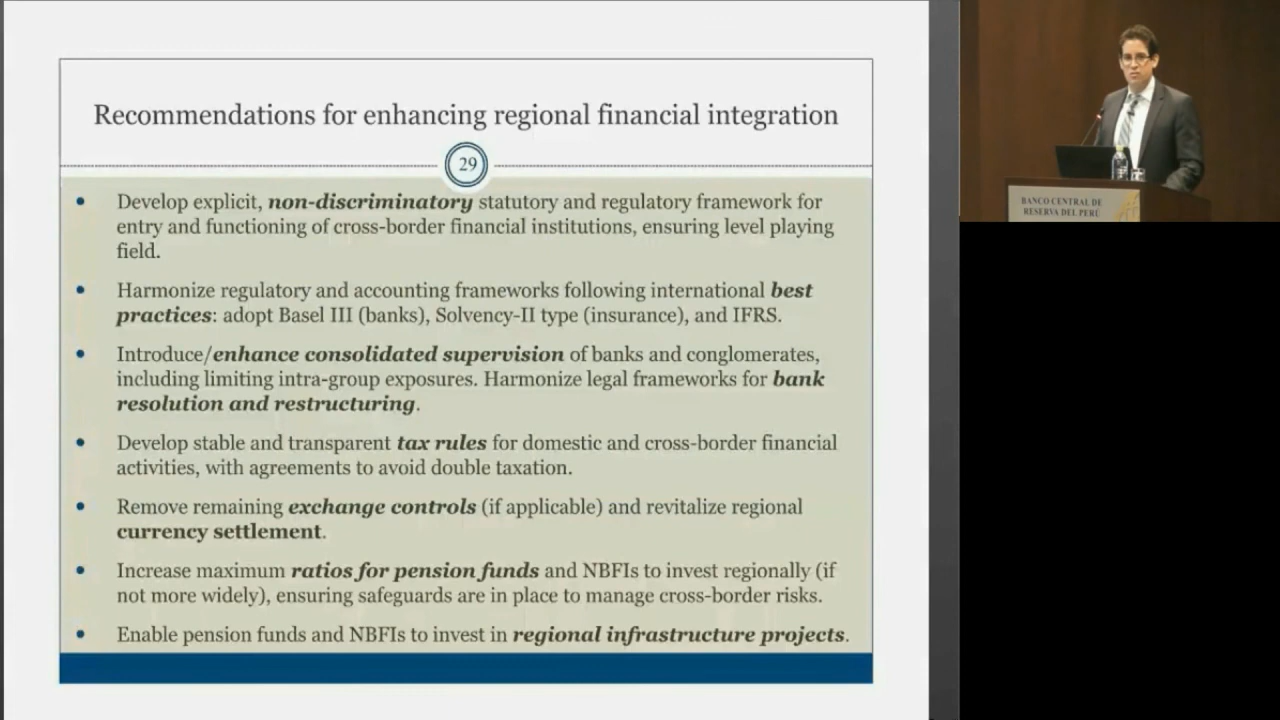 Recommendations for enhancing regional financial integration
29
• Develop explicit, non-discriminatory statutory and regulatory framework for
entry and functioning of cross-border financial institutions, ensuring level playing
field.
• Harmonize regulatory and accounting frameworks following international best
practices: adopt Basel III (banks), Solvency-II type (insurance), and IFRS.
• Introduce/enhance consolidated supervision of banks and conglomerates,
including limiting intra-group exposures. Harmonize legal frameworks for bank
resolution and restructuring.
• Develop stable and transparent tax rules for domestic and cross-border financial
activities, with agreements to avoid double taxation.
• Remove remaining exchange controls (if applicable) and revitalize regional
currency settlement.
• Increase maximum ratios for pension funds and NBFIs to invest regionally (if
not more widely), ensuring safeguards are in place to manage cross-border risks.
• Enable pension funds and NBFIs to invest in regional infrastructure projects.
BANCO CENTRAL DE
RESERVA DEL PERÚ